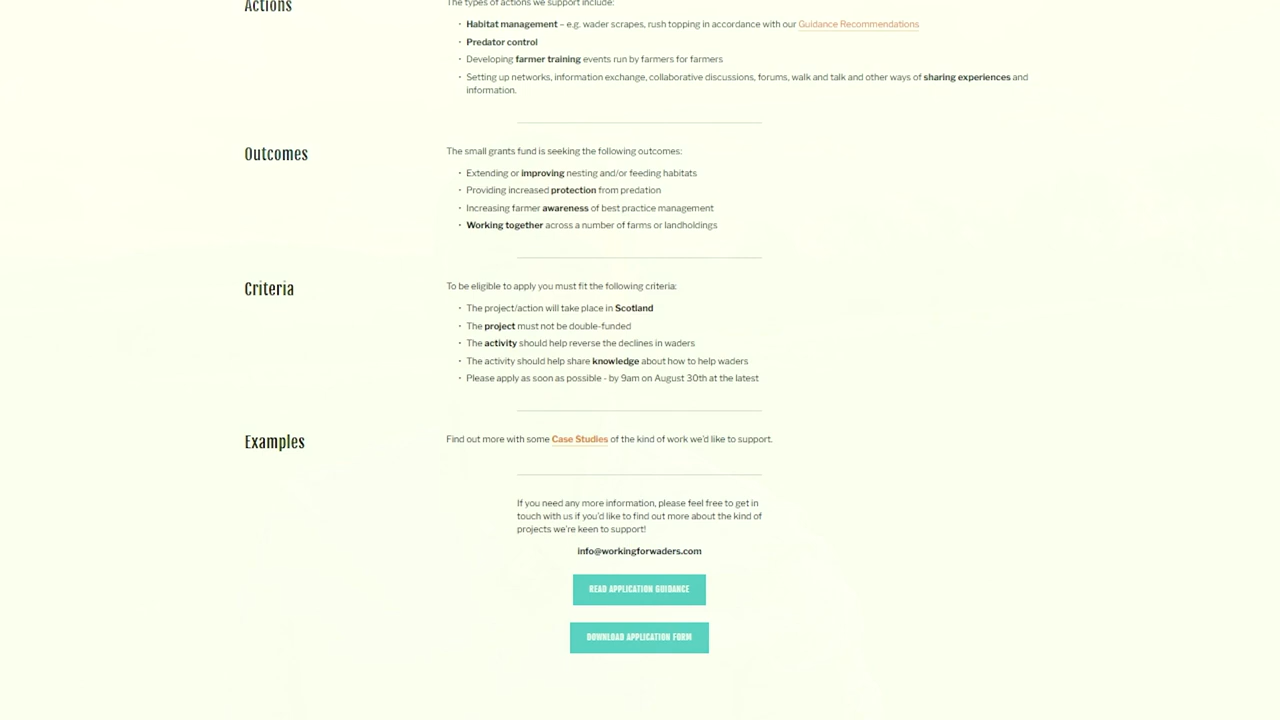 Actions
The types of actions we support include:
· Habitat management – e.g. wader scrapes, rush topping in accordance with our Guidance Recommendations
· Predator control
· Developing farmer training events run by farmers for farmers
· Setting up networks, information exchange, collaborative discussions, forums, walk and talk and other ways of sharing experiences and
information.
Outcomes
The small grants fund is seeking the following outcomes:
· Extending or improving nesting and/or feeding habitats
· Providing increased protection from predation
· Increasing farmer awareness of best practice management
· Working together across a number of farms or landholdings
Criteria
To be eligible to apply you must fit the following criteria:
· The project/action will take place in Scotland
· The project must not be double-funded
· The activity should help reverse the declines in waders
· The activity should help share knowledge about how to help waders
· Please apply as soon as possible - by 9am on August 30th at the latest
Examples
Find out more with some Case Studies of the kind of work we'd like to support.
If you need any more information, please feel free to get in
touch with us if you'd like to find out more about the kind of
projects we're keen to support!
info@workingforwaders.com
READ APPLICATION GUIDANCE
DOWNLOAD APPLICATION FORM